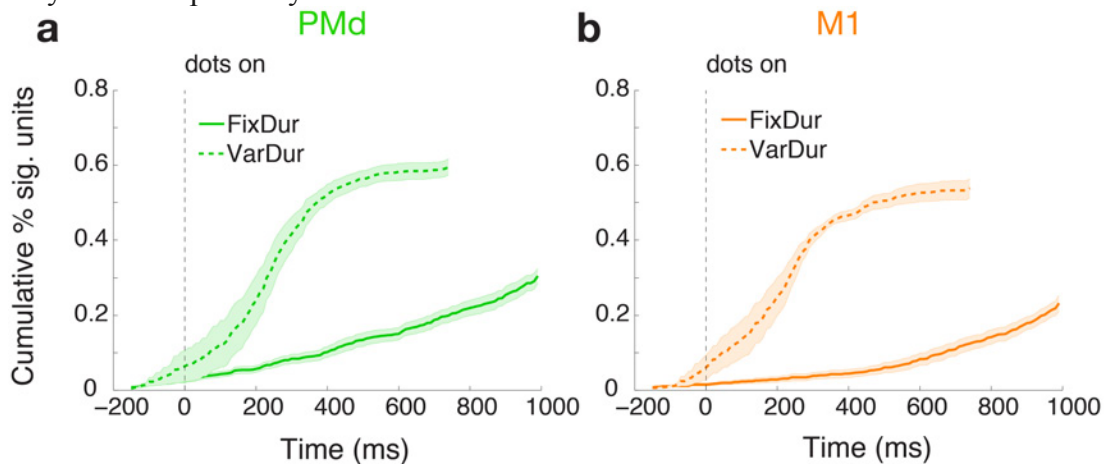 a PMd
dots on
0.8
FixDur
VarDur
0.6
0.4
0.2
0
−200 0 200 400 600 800 1000
Time (ms)
Cumulative % sig. units
b M1
dots on
0.8
FixDur
VarDur
0.6
0.4
0.2
0
−200 0 200 400 600 800 1000
Time (ms)